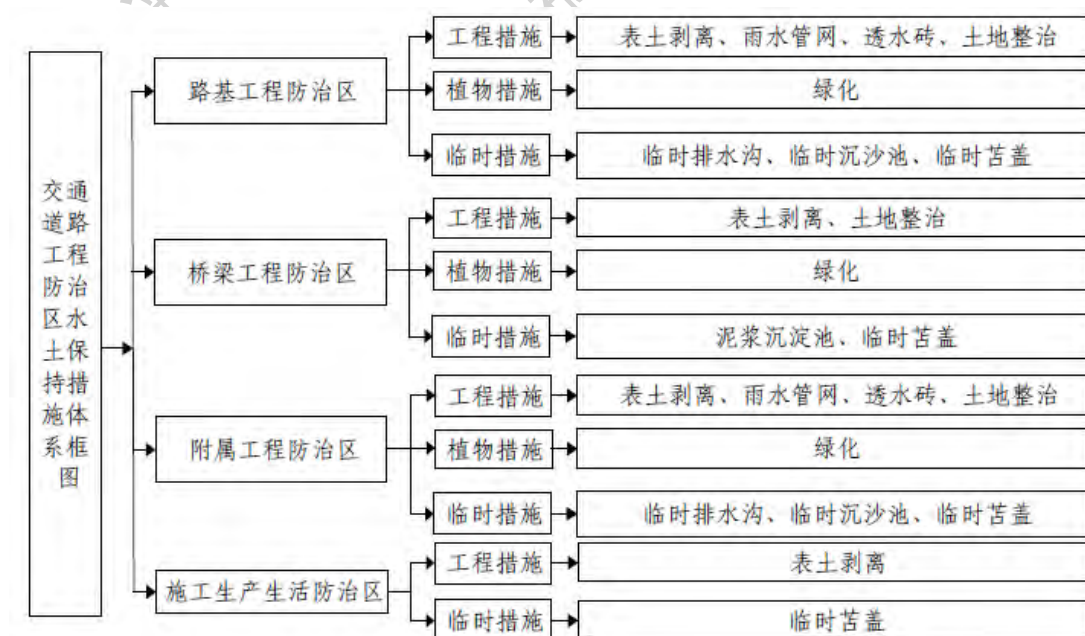 交通道路工程防治区水土保持措施体系框图
路基工程防治区
工程措施
表土剥离、雨水管网、透水砖、土地整治
植物措施
绿化
临时措施
临时排水沟、临时沉沙池、临时苫盖
桥梁工程防治区
工程措施
表土剥离、土地整治
植物措施
绿化
临时措施
泥浆沉淀池、临时苫盖
附属工程防治区
工程措施
表土剥离、雨水管网、透水砖、土地整治
植物措施
绿化
临时措施
临时排水沟、临时沉沙池、临时苫盖
施工生产生活防治区
工程措施
表土剥离
临时措施
临时苫盖